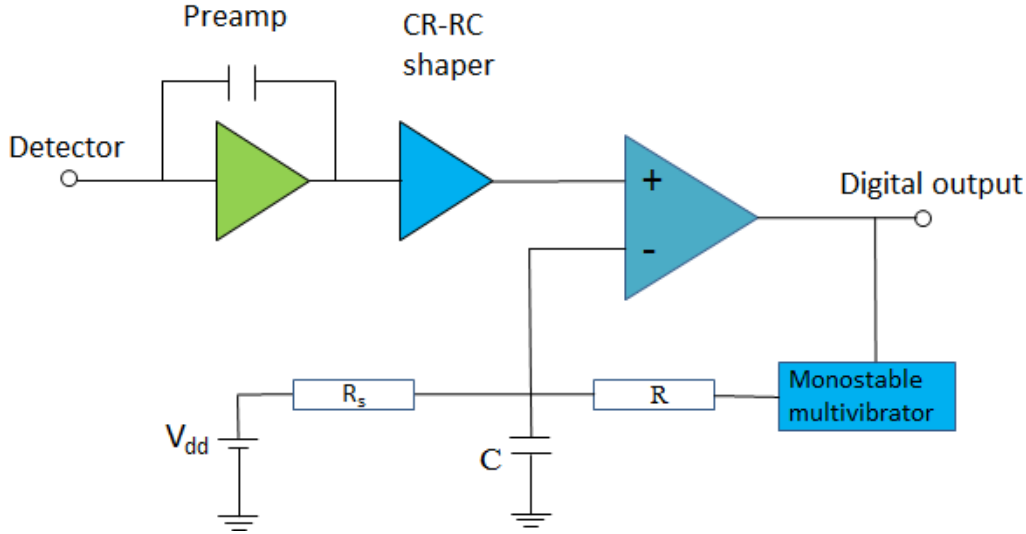 Preamp
CR-RC
shaper
Detector
+
-
Digital output
Rs
R
Monostable
multivibrator
Vdd
C